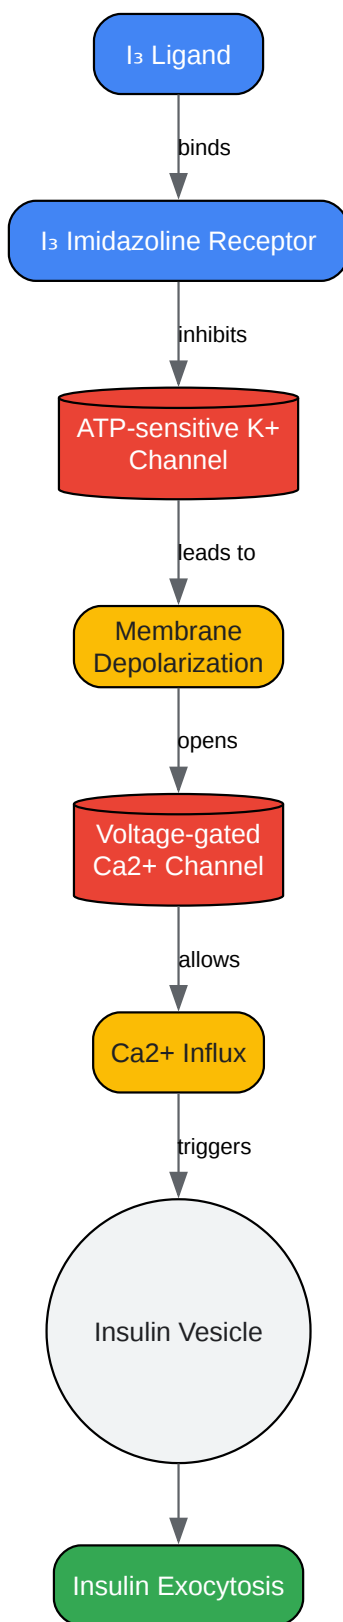 I₃ Ligand
binds
I₃ Imidazoline Receptor
inhibits
ATP-sensitive K+
Channel
leads to
Membrane
Depolarization
opens
Voltage-gated
Ca2+ Channel
allows
Ca2+ Influx
triggers
Insulin Vesicle
Insulin Exocytosis